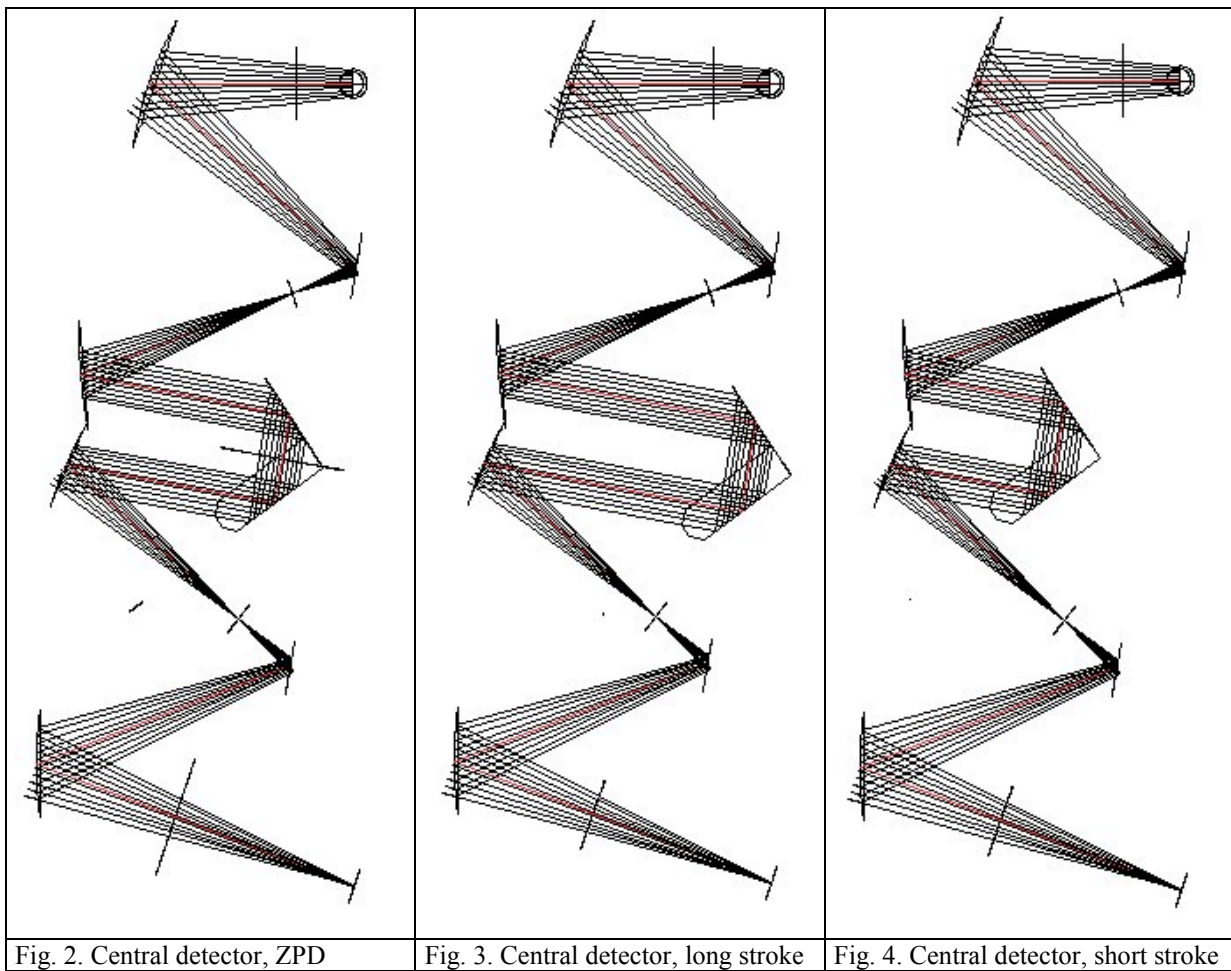 Fig. 2. Central detector, ZPD
Fig. 3. Central detector, long stroke
Fig. 4. Central detector, short stroke